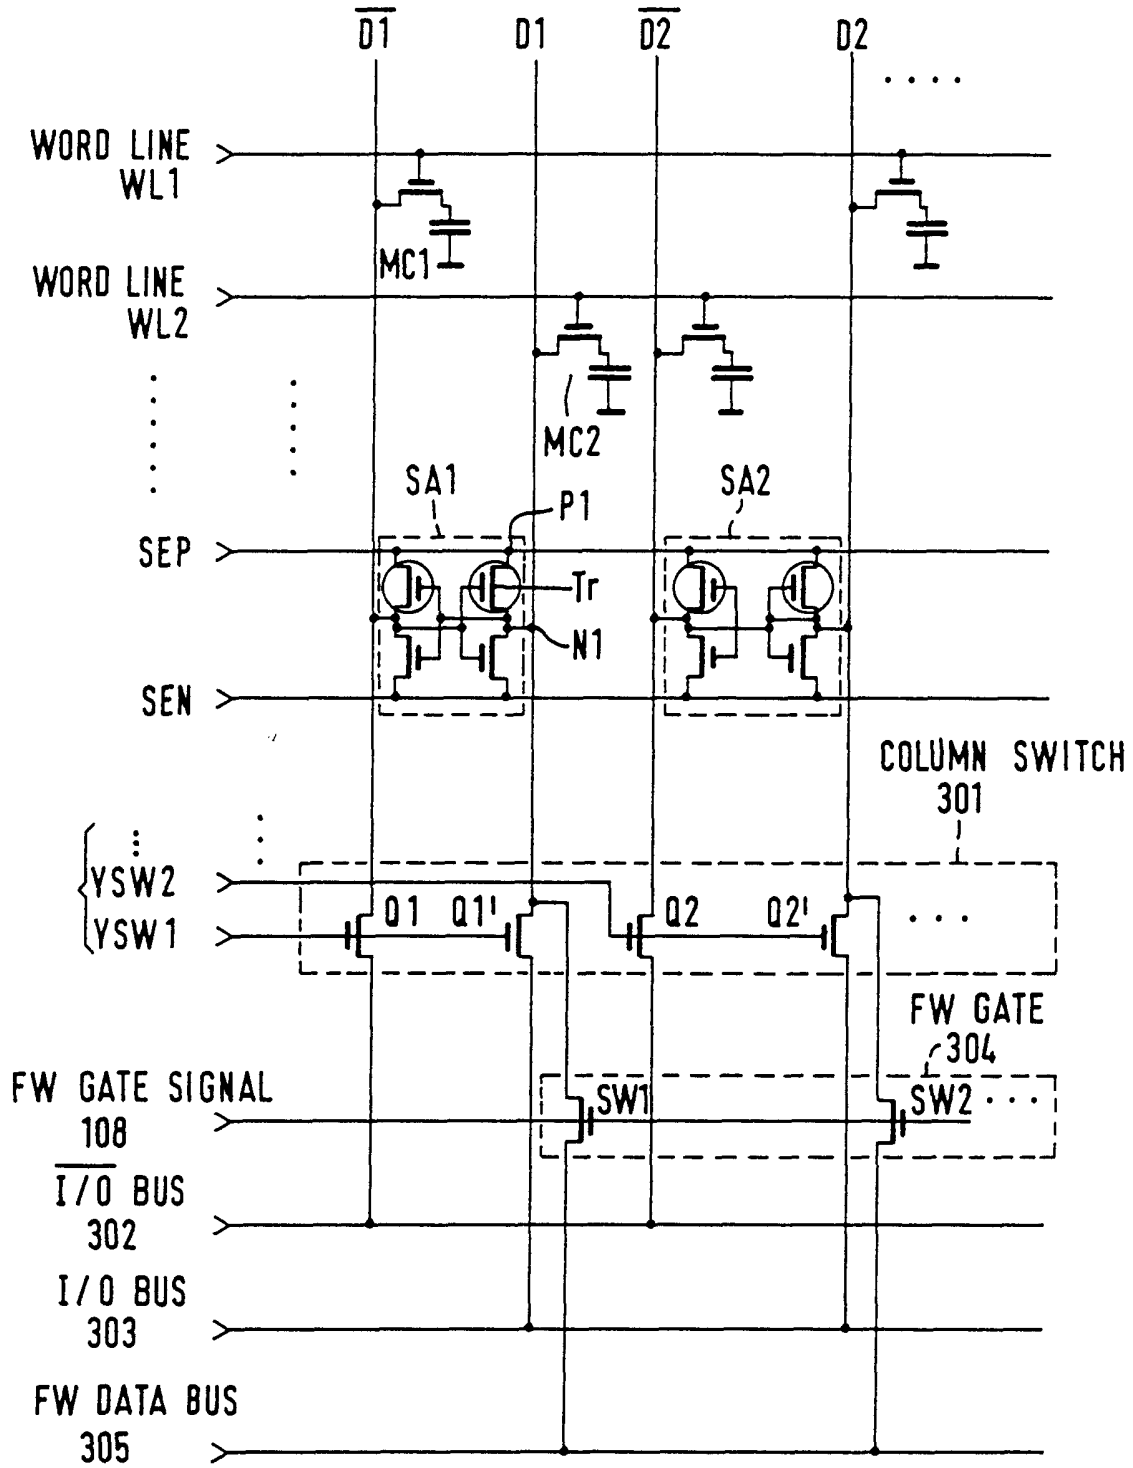 D1 D1 D2 D2
WORD LINE
WL1
MC1
WORD LINE
WL2
MC2
SA1 SA2
P1
SEP
Tr
N1
SEN
COLUMN SWITCH
301
YSW2
YSW1
Q1 Q1' Q2 Q2'
FW GATE
304
FW GATE SIGNAL
108
SW1 SW2
I/O BUS
302
I/O BUS
303
FW DATA BUS
305